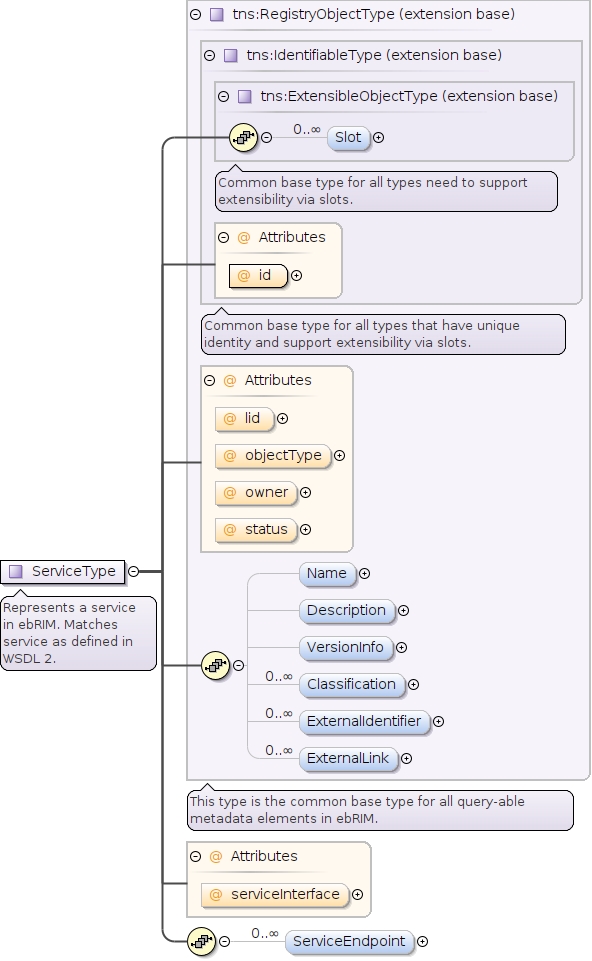 tns:RegistryObjectType (extension base)
tns:IdentifiableType (extension base)
tns:ExtensibleObjectType (extension base)
0..∞
Slot
Common base type for all types need to support
extensibility via slots.
@ Attributes
@ id
Common base type for all types that have unique
identity and support extensibility via slots.
@ Attributes
@ lid
@ objectType
@ owner
@ status
ServiceType
Represents a service
in ebRIM. Matches
service as defined in
WSDL 2.
Name
Description
VersionInfo
0..∞
Classification
0..∞
ExternalIdentifier
0..∞
ExternalLink
This type is the common base type for all query-able
metadata elements in ebRIM.
@ Attributes
@ serviceInterface
0..∞
ServiceEndpoint